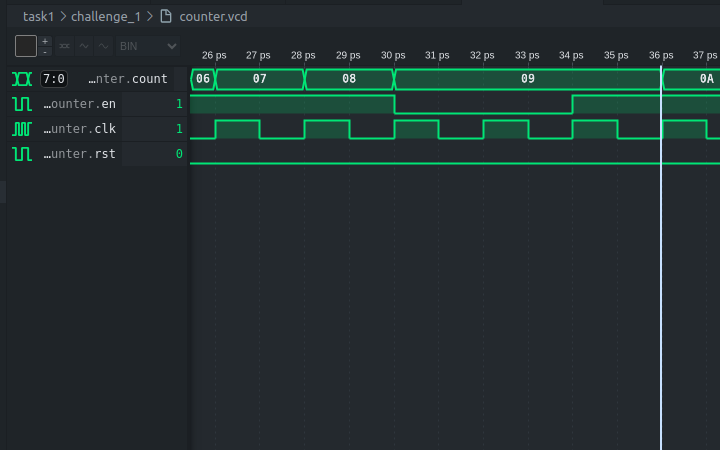 task1 > challenge_1 > counter.vcd
+ - BIN
26 ps 27 ps 28 ps 29 ps 30 ps 31 ps 32 ps 33 ps 34 ps 35 ps 36 ps 37 ps
7:0 …nter.count 06 07 08 09 0A
…ounter.en 1
…unter.clk 1
…unter.rst 0